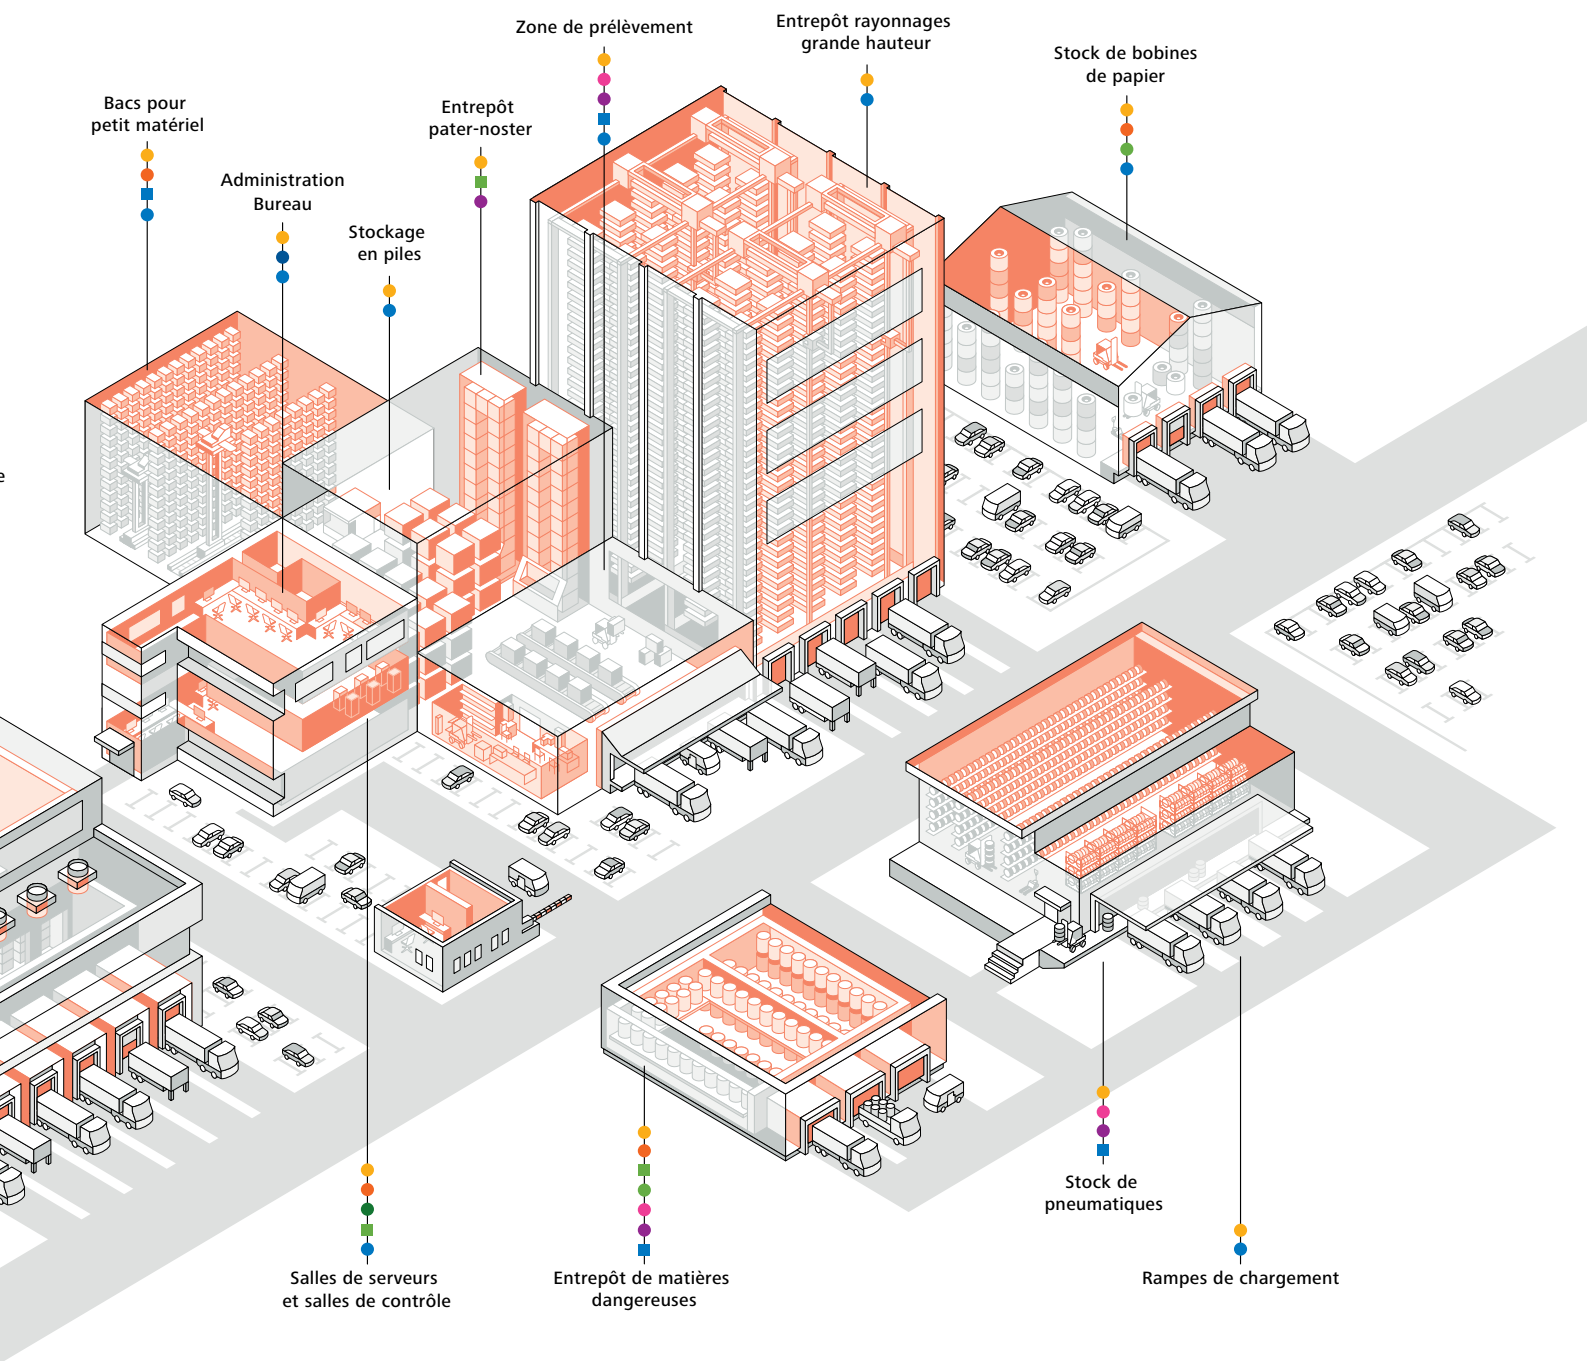 Zone de prélèvement
Entrepôt rayonnages
grande hauteur
Stock de bobines
de papier
Bacs pour
petit matériel
Entrepôt
pater-noster
Administration
Bureau
Stockage
en piles
e
Stock de
pneumatiques
Salles de serveurs
et salles de contrôle
Entrepôt de matières
dangereuses
Rampes de chargement